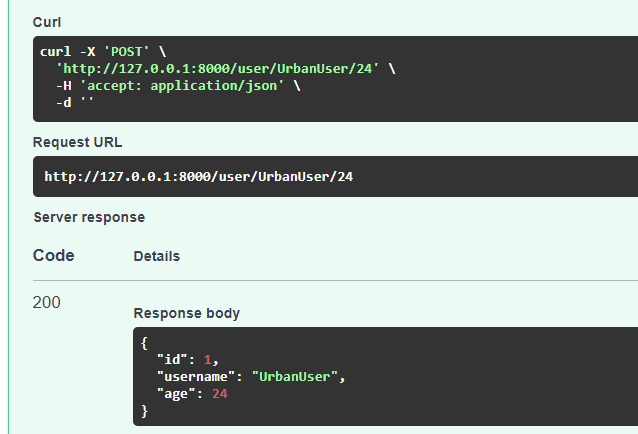 Curl
curl -X 'POST' \
  'http://127.0.0.1:8000/user/UrbanUser/24' \
  -H 'accept: application/json' \
  -d ''
Request URL
http://127.0.0.1:8000/user/UrbanUser/24
Server response
Code Details
200
Response body
{
  "id": 1,
  "username": "UrbanUser",
  "age": 24
}